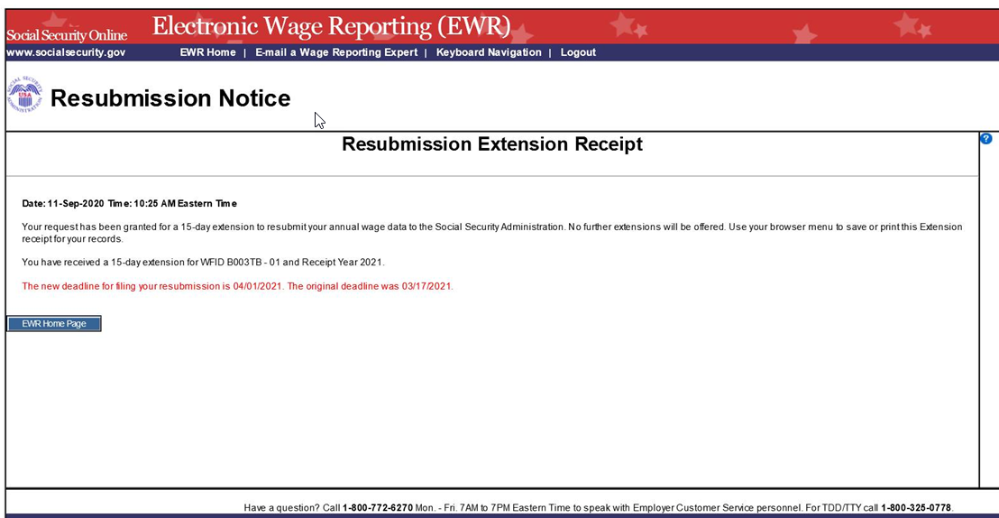 Social Security Online
Electronic Wage Reporting (EWR)
www.socialsecurity.gov
EWR Home | E-mail a Wage Reporting Expert | Keyboard Navigation | Logout
SOCIAL SECURITY ADMINISTRATION
USA
Resubmission Notice
Resubmission Extension Receipt
?
Date: 11-Sep-2020 Time: 10:25 AM Eastern Time
Your request has been granted for a 15-day extension to resubmit your annual wage data to the Social Security Administration. No further extensions will be offered. Use your browser menu to save or print this Extension
receipt for your records.
You have received a 15-day extension for WFID B003TB - 01 and Receipt Year 2021.
The new deadline for filing your resubmission is 04/01/2021. The original deadline was 03/17/2021.
EWR Home Page
Have a question? Call 1-800-772-6270 Mon. - Fri. 7AM to 7PM Eastern Time to speak with Employer Customer Service personnel. For TDD/TTY call 1-800-325-0778.